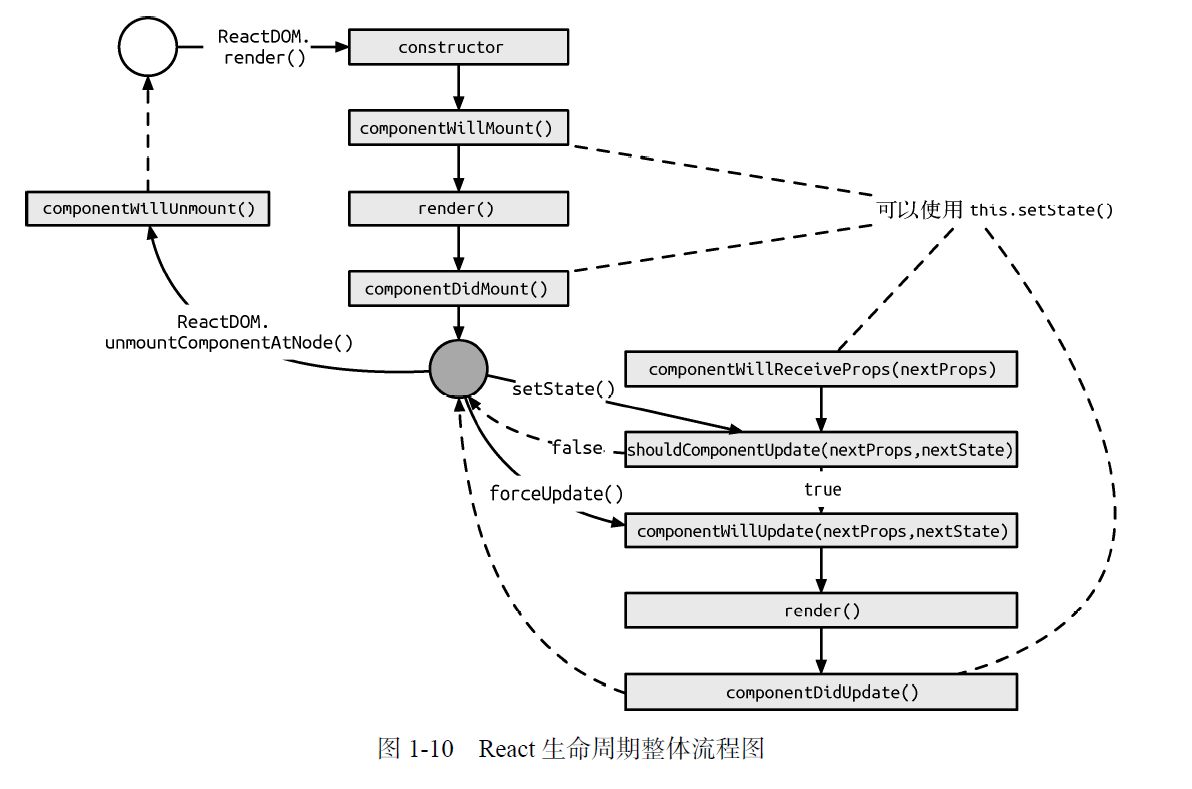 ReactDOM.
render()
constructor
componentWillMount()
componentWillUnmount()
render()
可以使用 this.setState()
componentDidMount()
ReactDOM.
unmountComponentAtNode()
componentWillReceiveProps(nextProps)
setState()
false
shouldComponentUpdate(nextProps,nextState)
forceUpdate()
true
componentWillUpdate(nextProps,nextState)
render()
componentDidUpdate()
图 1-10 React 生命周期整体流程图